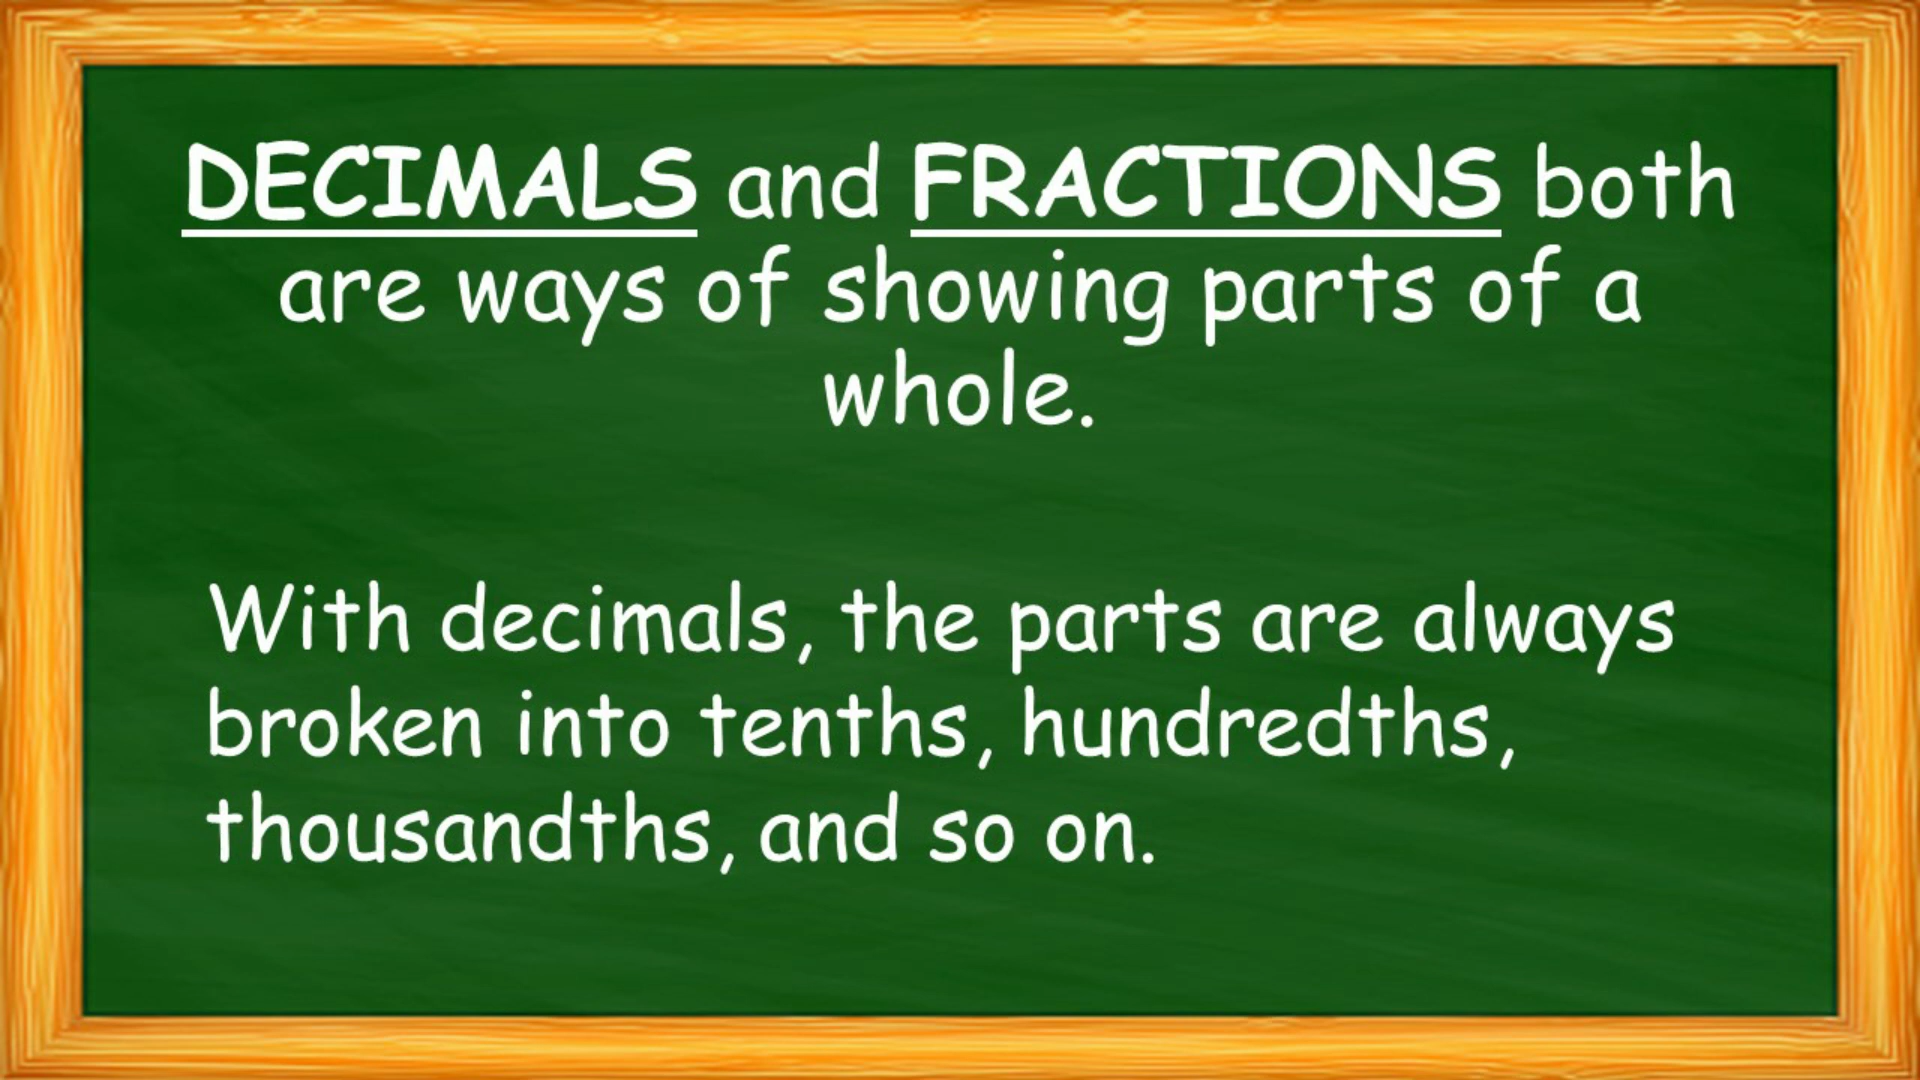 DECIMALS and FRACTIONS both
are ways of showing parts of a
whole.
With decimals, the parts are always
broken into tenths, hundredths,
thousandths, and so on.